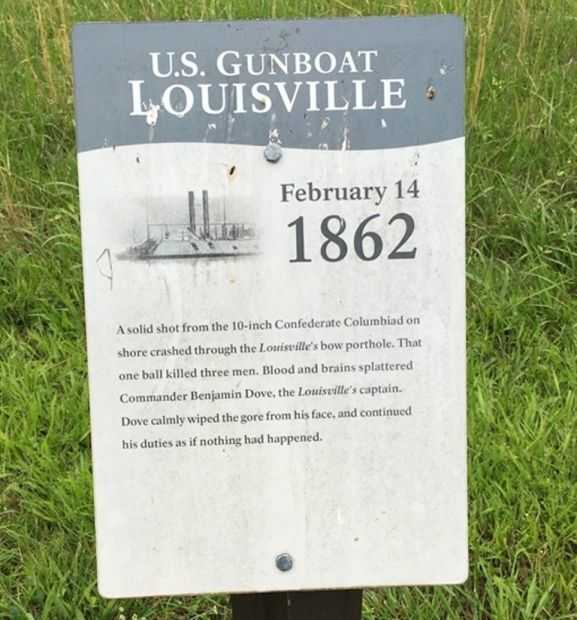 U.S. GUNBOAT
LOUISVILLE
February 14
1862
A solid shot from the 10-inch Confederate Columbiad on
shore crashed through the Louisville's bow porthole. That
one ball killed three men. Blood and brains splattered
Commander Benjamin Dove, the Louisville's captain.
Dove calmly wiped the gore from his face, and continued
his duties as if nothing had happened.